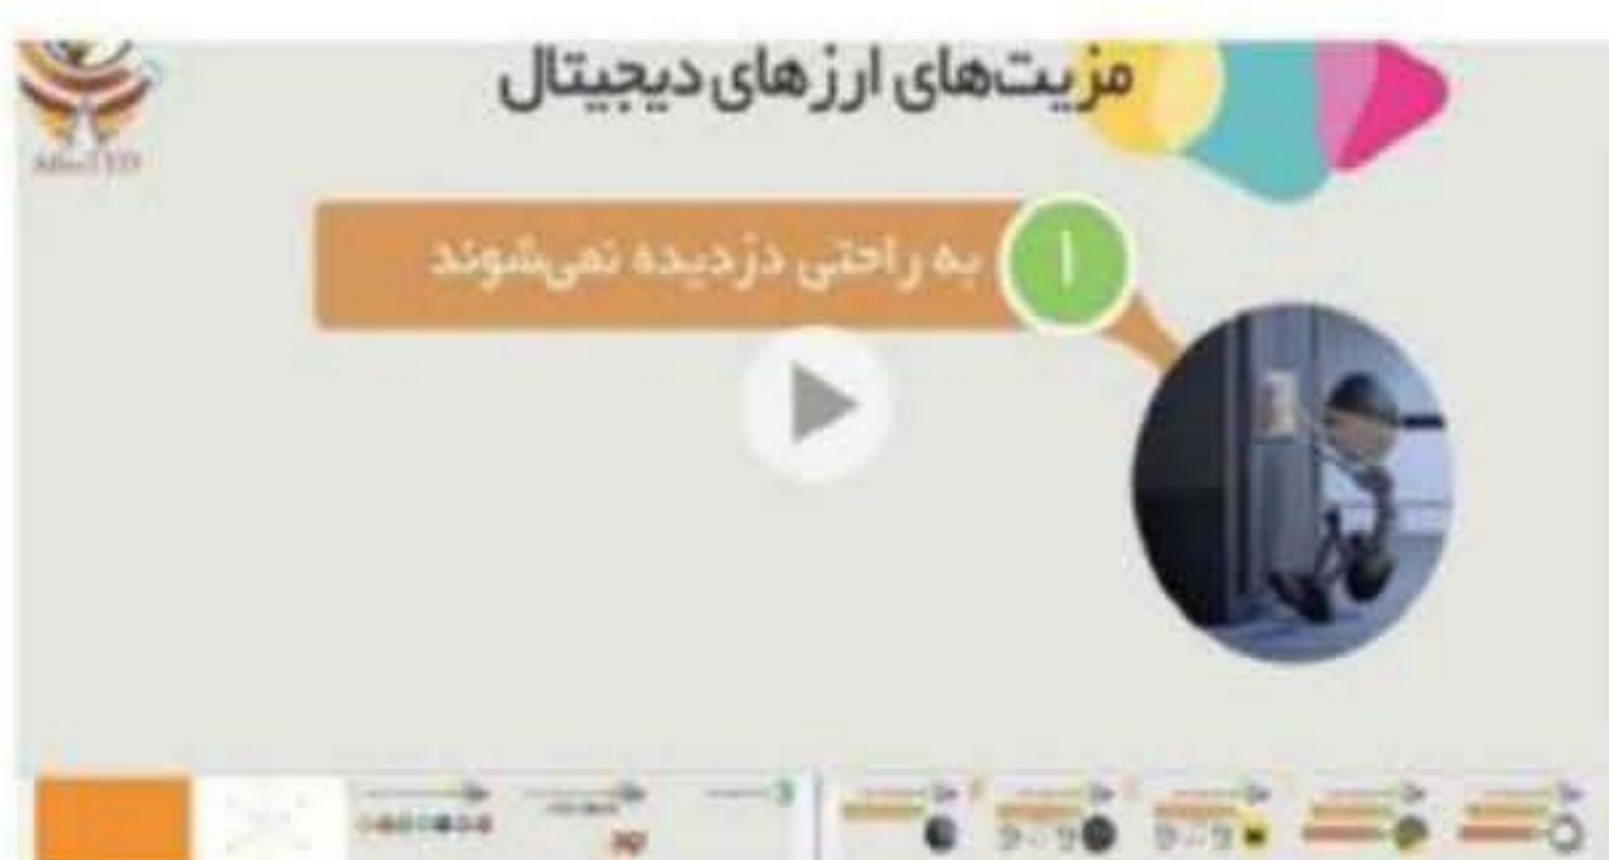 مزیت‌های ارزهای دیجیتال
۱
به راحتی دزدیده نمی‌شوند